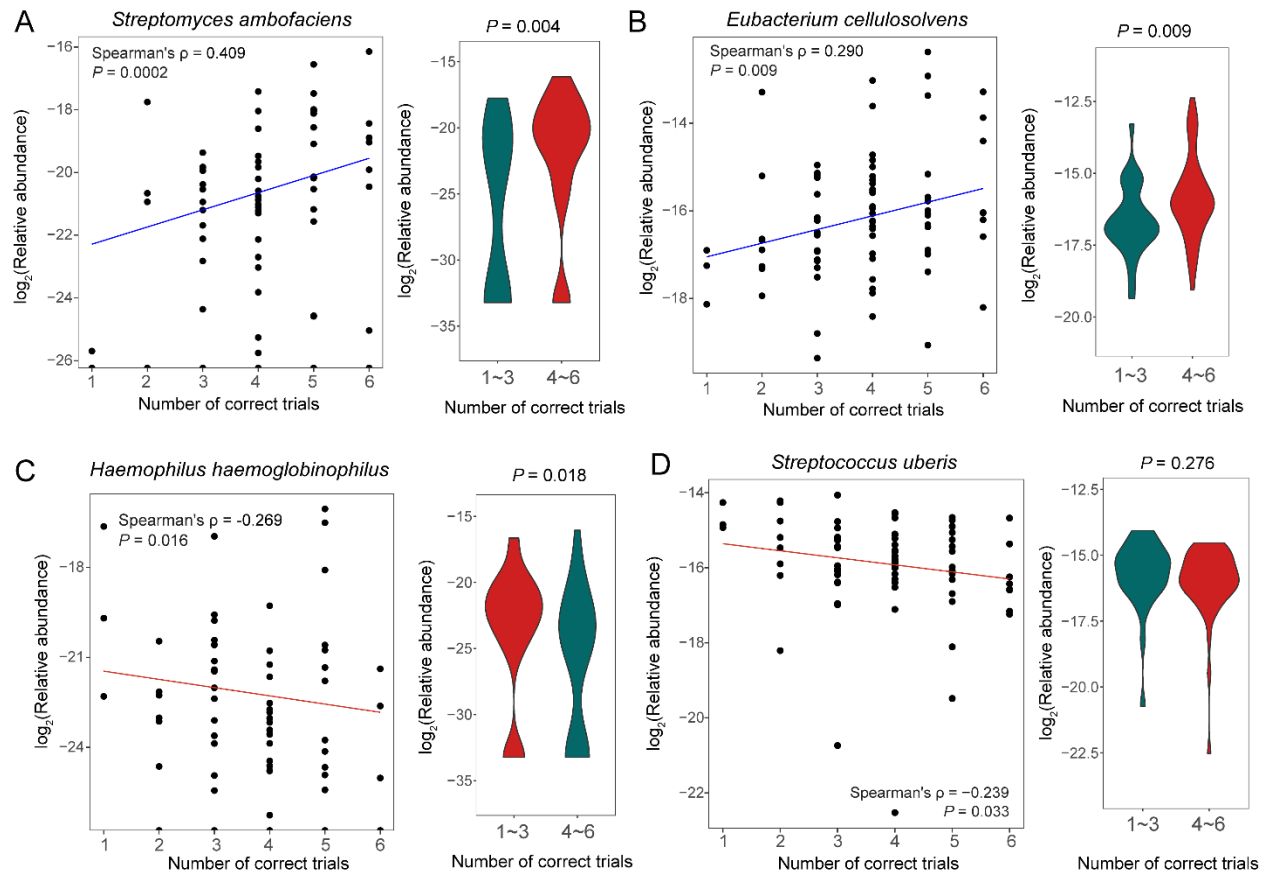 A
Streptomyces ambofaciens
Spearman's ρ = 0.409
P = 0.0002
log2(Relative abundance)
−16
−18
−20
−22
−24
−26
1 2 3 4 5 6
Number of correct trials
P = 0.004
log2(Relative abundance)
−15
−20
−25
−30
−35
1~3 4~6
Number of correct trials
B
Eubacterium cellulosolvens
Spearman's ρ = 0.290
P = 0.009
log2(Relative abundance)
−14
−16
−18
1 2 3 4 5 6
Number of correct trials
P = 0.009
log2(Relative abundance)
−12.5
−15.0
−17.5
−20.0
1~3 4~6
Number of correct trials
C
Haemophilus haemoglobinophilus
Spearman's ρ = -0.269
P = 0.016
log2(Relative abundance)
−18
−21
−24
1 2 3 4 5 6
Number of correct trials
P = 0.018
log2(Relative abundance)
−15
−20
−25
−30
−35
1~3 4~6
Number of correct trials
D
Streptococcus uberis
log2(Relative abundance)
−14
−16
−18
−20
−22
Spearman's ρ = −0.239
P = 0.033
1 2 3 4 5 6
Number of correct trials
P = 0.276
log2(Relative abundance)
−12.5
−15.0
−17.5
−20.0
−22.5
1~3 4~6
Number of correct trials